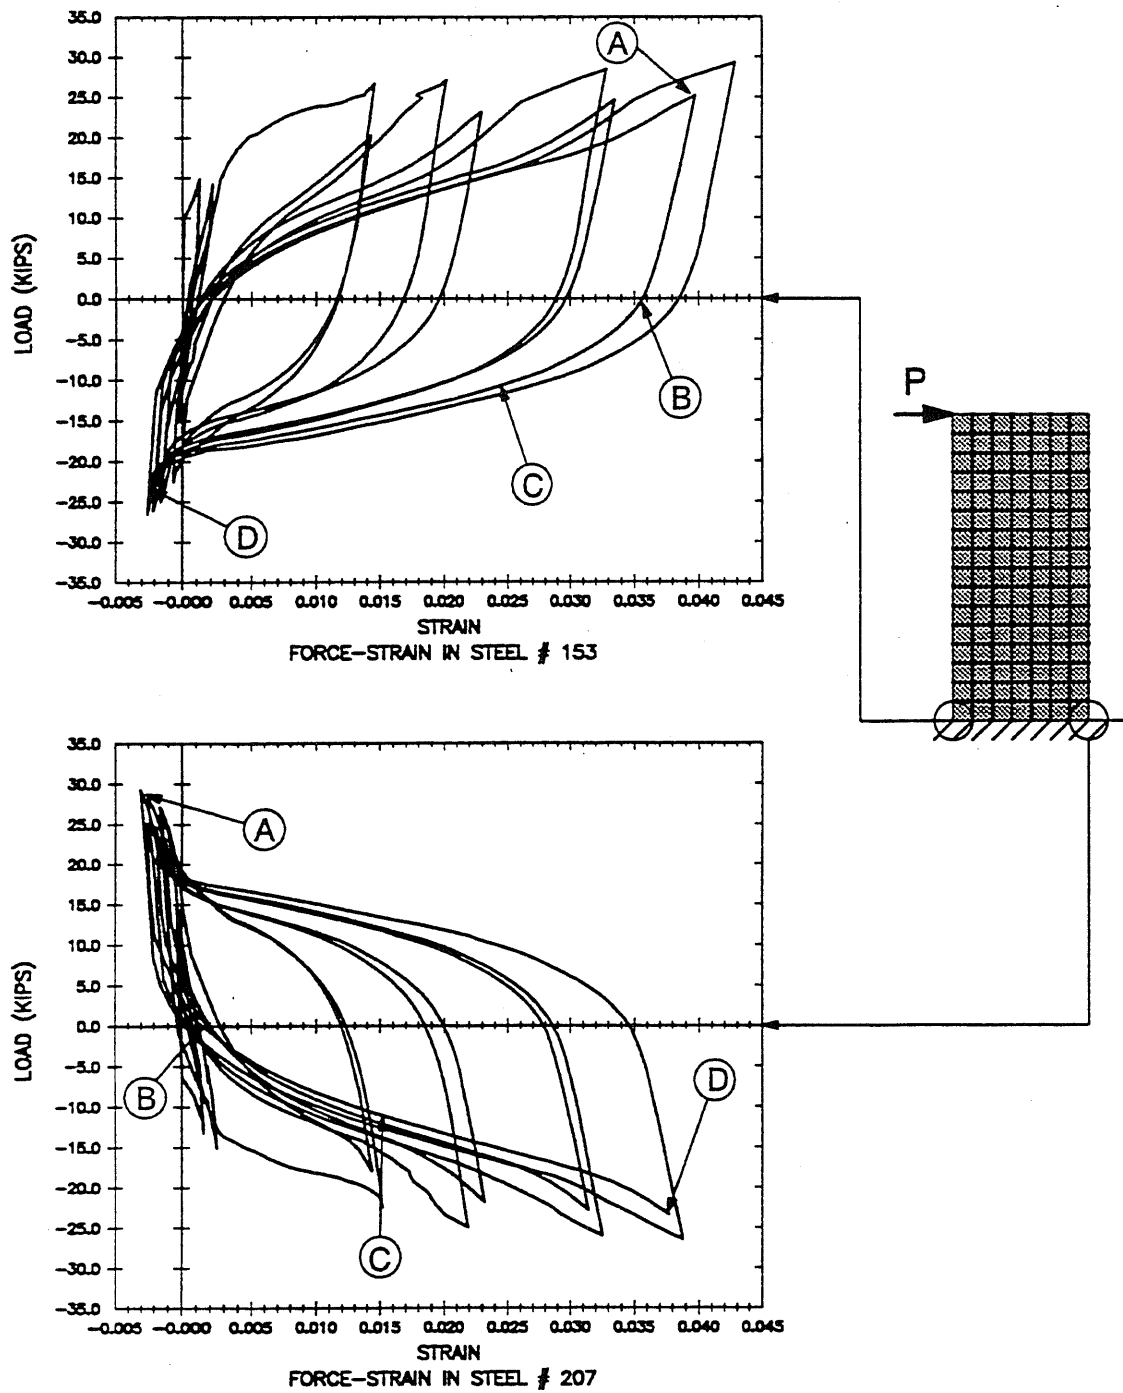 35.0
30.0
25.0
20.0
15.0
10.0
5.0
0.0
-5.0
-10.0
-15.0
-20.0
-25.0
-30.0
-35.0
LOAD (KIPS)
A
B
C
D
-0.005 -0.000 0.005 0.010 0.015 0.020 0.025 0.030 0.035 0.040 0.045
STRAIN
FORCE-STRAIN IN STEEL # 153
P
35.0
30.0
25.0
20.0
15.0
10.0
5.0
0.0
-5.0
-10.0
-15.0
-20.0
-25.0
-30.0
-35.0
LOAD (KIPS)
A
B
D
C
-0.005 -0.000 0.005 0.010 0.015 0.020 0.025 0.030 0.035 0.040 0.045
STRAIN
FORCE-STRAIN IN STEEL # 207